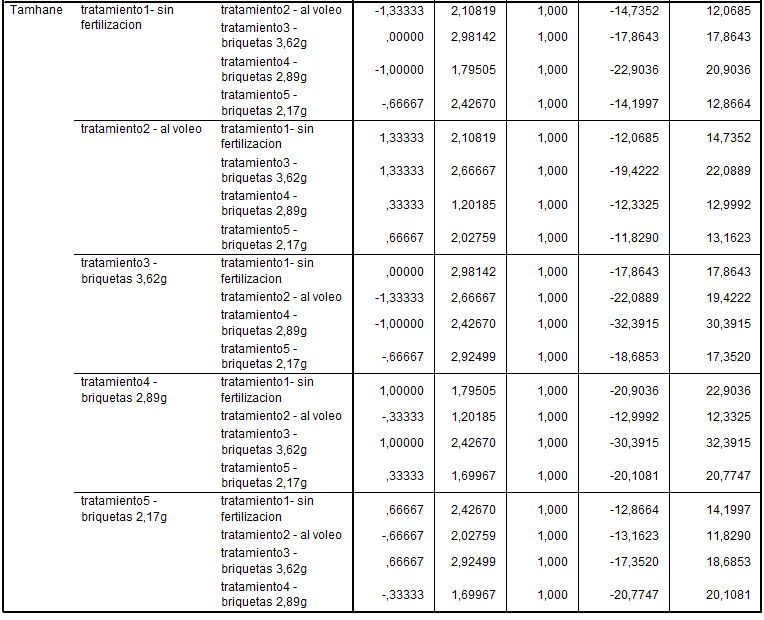 Tamhane tratamiento1- sin fertilizacion tratamiento2 - al voleo -1,33333 2,10819 1,000 -14,7352 12,0685
tratamiento3 - briquetas 3,62g ,00000 2,98142 1,000 -17,8643 17,8643
tratamiento4 - briquetas 2,89g -1,00000 1,79505 1,000 -22,9036 20,9036
tratamiento5 - briquetas 2,17g -,66667 2,42670 1,000 -14,1997 12,8664
tratamiento2 - al voleo tratamiento1- sin fertilizacion 1,33333 2,10819 1,000 -12,0685 14,7352
tratamiento3 - briquetas 3,62g 1,33333 2,66667 1,000 -19,4222 22,0889
tratamiento4 - briquetas 2,89g ,33333 1,20185 1,000 -12,3325 12,9992
tratamiento5 - briquetas 2,17g ,66667 2,02759 1,000 -11,8290 13,1623
tratamiento3 - briquetas 3,62g tratamiento1- sin fertilizacion ,00000 2,98142 1,000 -17,8643 17,8643
tratamiento2 - al voleo -1,33333 2,66667 1,000 -22,0889 19,4222
tratamiento4 - briquetas 2,89g -1,00000 2,42670 1,000 -32,3915 30,3915
tratamiento5 - briquetas 2,17g -,66667 2,92499 1,000 -18,6853 17,3520
tratamiento4 - briquetas 2,89g tratamiento1- sin fertilizacion 1,00000 1,79505 1,000 -20,9036 22,9036
tratamiento2 - al voleo -,33333 1,20185 1,000 -12,9992 12,3325
tratamiento3 - briquetas 3,62g 1,00000 2,42670 1,000 -30,3915 32,3915
tratamiento5 - briquetas 2,17g ,33333 1,69967 1,000 -20,1081 20,7747
tratamiento5 - briquetas 2,17g tratamiento1- sin fertilizacion ,66667 2,42670 1,000 -12,8664 14,1997
tratamiento2 - al voleo -,66667 2,02759 1,000 -13,1623 11,8290
tratamiento3 - briquetas 3,62g ,66667 2,92499 1,000 -17,3520 18,6853
tratamiento4 - briquetas 2,89g -,33333 1,69967 1,000 -20,7747 20,1081